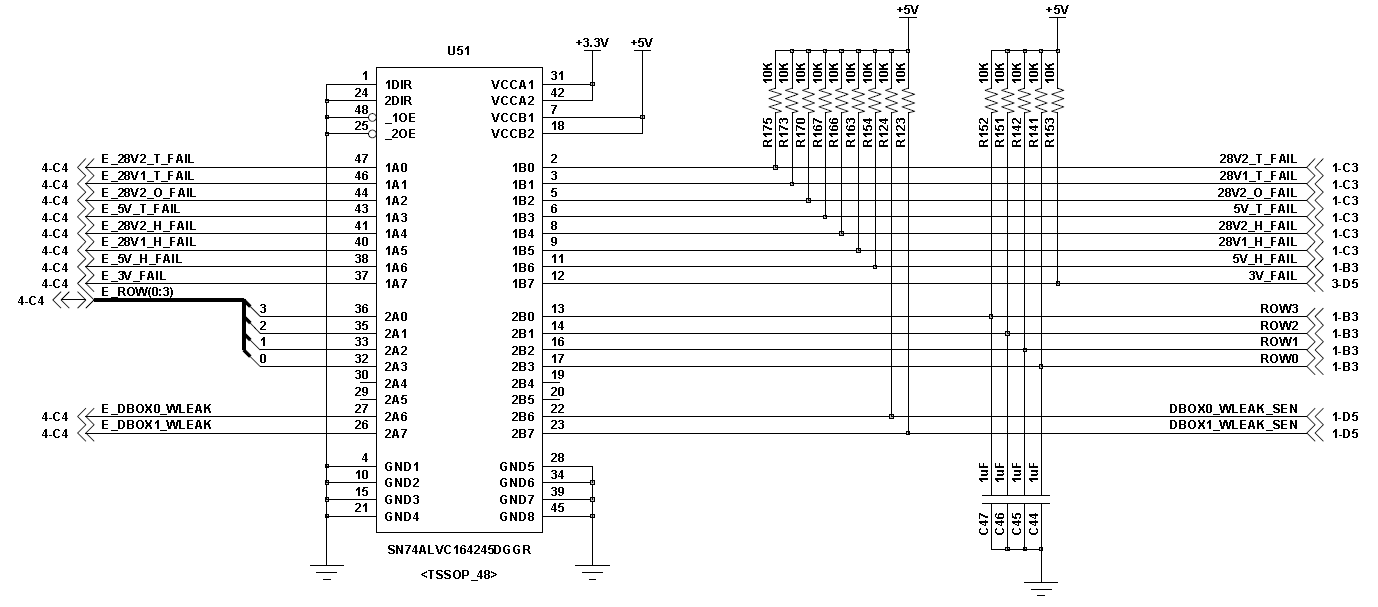 +5V +5V
U51 +3.3V +5V
10K 10K 10K 10K 10K 10K 10K 10K 10K 10K 10K 10K 10K 10K
R175 R173 R170 R167 R166 R163 R154 R124 R123 R152 R151 R142 R141 R153
1 1DIR VCCA1 31
24 2DIR VCCA2 42
48 _1OE VCCB1 7
25 _2OE VCCB2 18
4-C4 E_28V2_T_FAIL 47 1A0 1B0 2 28V2_T_FAIL 1-C3
4-C4 E_28V1_T_FAIL 46 1A1 1B1 3 28V1_T_FAIL 1-C3
4-C4 E_28V2_O_FAIL 44 1A2 1B2 5 28V2_O_FAIL 1-C3
4-C4 E_5V_T_FAIL 43 1A3 1B3 6 5V_T_FAIL 1-C3
4-C4 E_28V2_H_FAIL 41 1A4 1B4 8 28V2_H_FAIL 1-C3
4-C4 E_28V1_H_FAIL 40 1A5 1B5 9 28V1_H_FAIL 1-C3
4-C4 E_5V_H_FAIL 38 1A6 1B6 11 5V_H_FAIL 1-B3
4-C4 E_3V_FAIL 37 1A7 1B7 12 3V_FAIL 3-D5
4-C4 E_ROW(0:3)
3 36 2A0 2B0 13 ROW3 1-B3
2 35 2A1 2B1 14 ROW2 1-B3
1 33 2A2 2B2 16 ROW1 1-B3
0 32 2A3 2B3 17 ROW0 1-B3
30 2A4 2B4 19
29 2A5 2B5 20
4-C4 E_DBOX0_WLEAK 27 2A6 2B6 22 DBOX0_WLEAK_SEN 1-D5
4-C4 E_DBOX1_WLEAK 26 2A7 2B7 23 DBOX1_WLEAK_SEN 1-D5
4 GND1 GND5 28
10 GND2 GND6 34
15 GND3 GND7 39
21 GND4 GND8 45
1uF 1uF 1uF 1uF
C47 C46 C45 C44
SN74ALVC164245DGGR
<TSSOP_48>